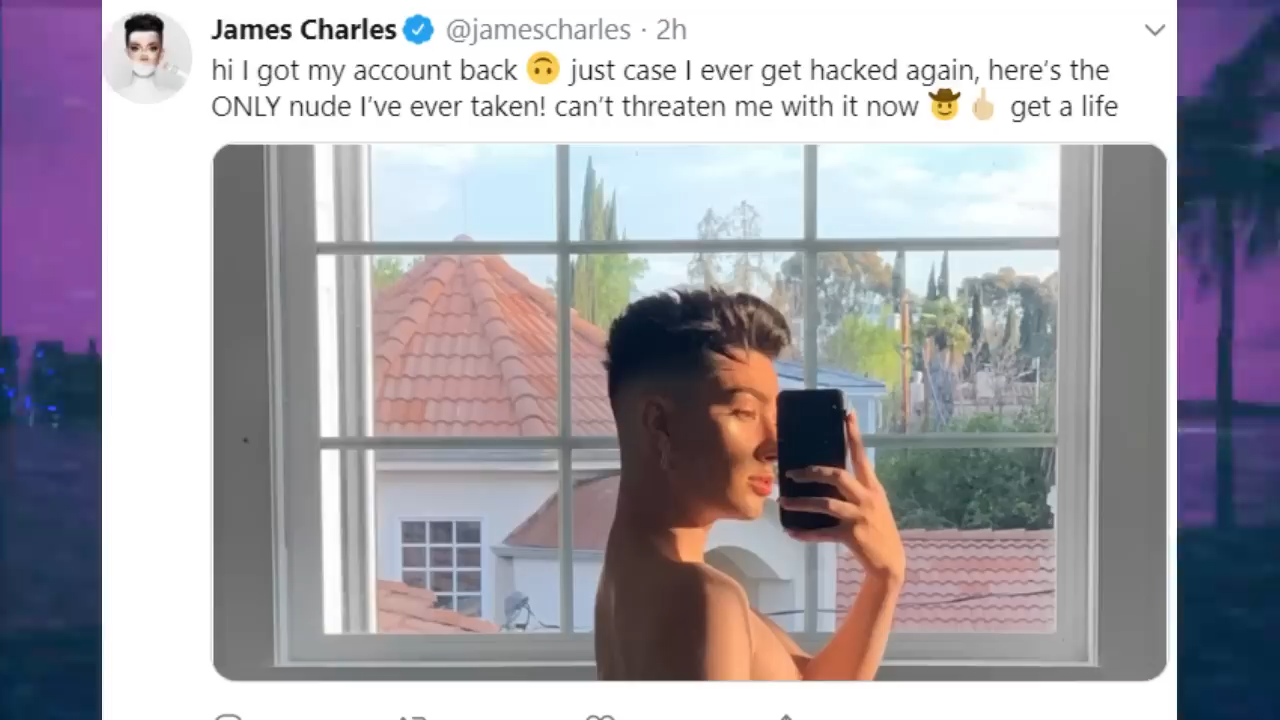 James Charles @jamescharles · 2h
hi I got my account back 🙃 just case I ever get hacked again, here's the
ONLY nude I've ever taken! can't threaten me with it now 🤠🖕🏼 get a life